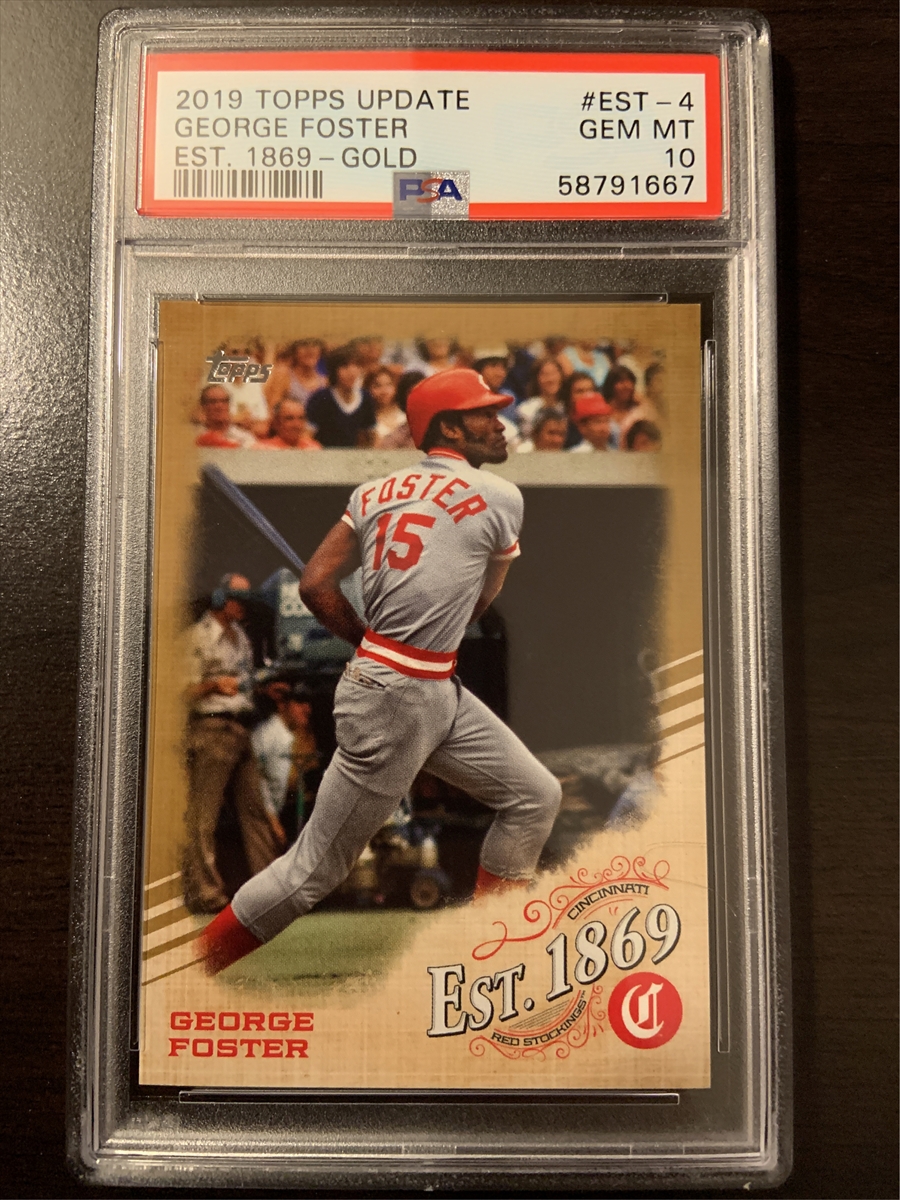 2019 TOPPS UPDATE #EST-4
GEORGE FOSTER GEM MT
EST. 1869-GOLD 10
PSA 58791667
Topps
FOSTER
15
CINCINNATI
EST. 1869
RED STOCKINGS™
C
GEORGE
FOSTER